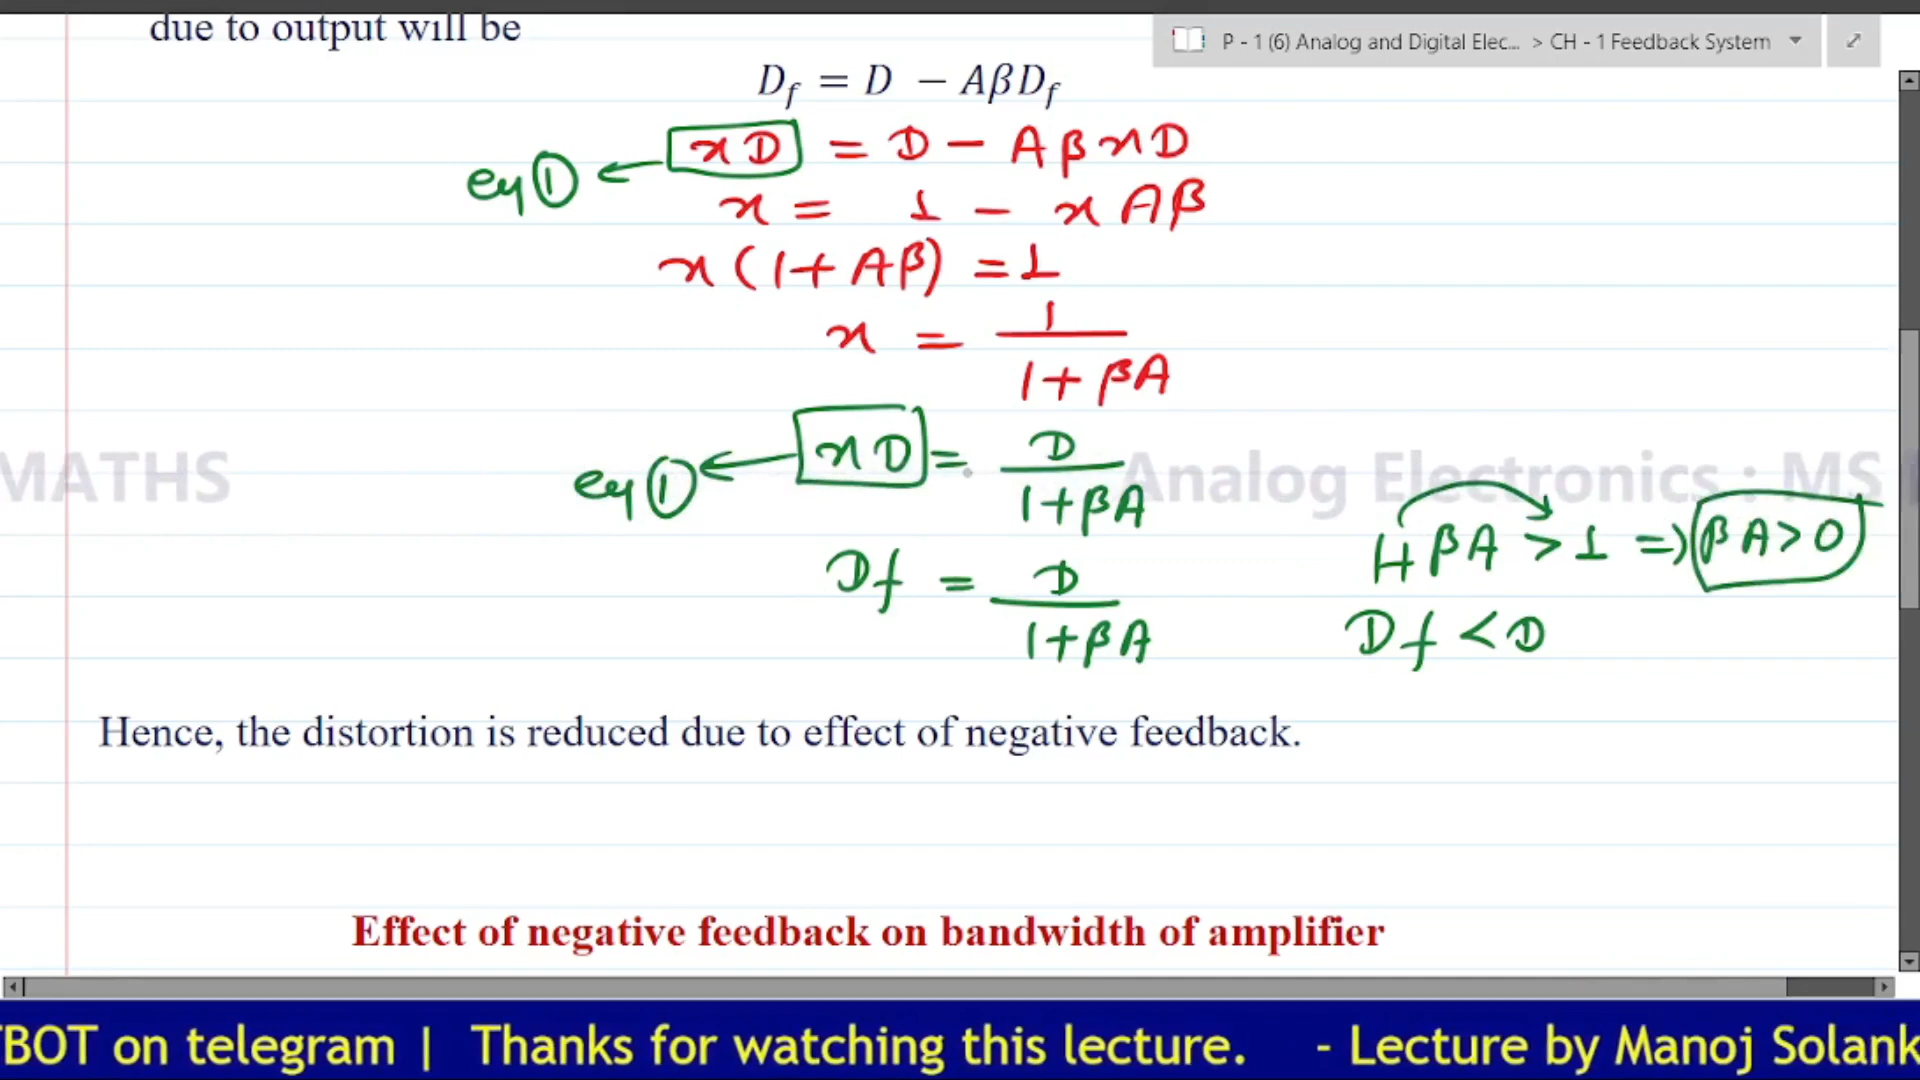 due to output will be
P - 1 (6) Analog and Digital Elec... > CH - 1 Feedback System
D_f = D − AβD_f
eq ① ← xD = D − AβxD
x = 1 − xAβ
x(1 + Aβ) = 1
x = 1 / (1 + βA)
MATHS
Analog Electronics : MS
eq ① ← xD = D / (1 + βA)
1+βA > 1 ⇒ βA > 0
Df = D / (1 + βA)
Df < D
Hence, the distortion is reduced due to effect of negative feedback.
Effect of negative feedback on bandwidth of amplifier
TBOT on telegram | Thanks for watching this lecture. - Lecture by Manoj Solank